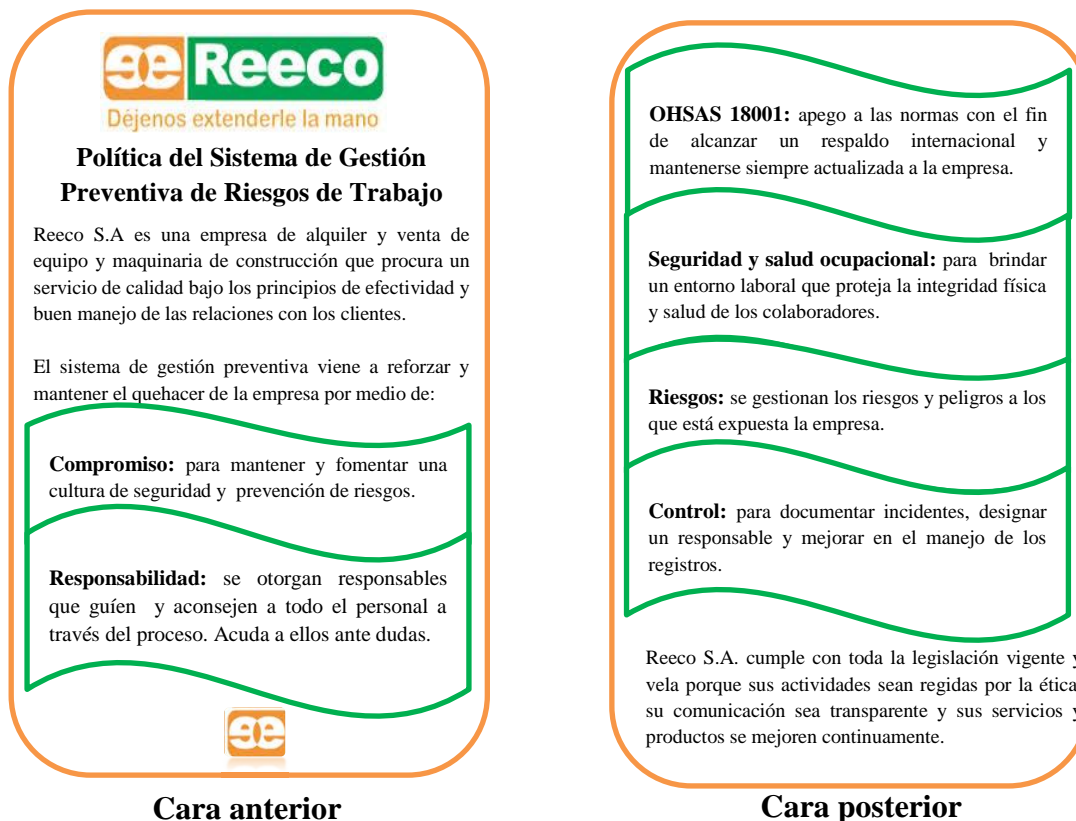 ee Reeco
Déjenos extenderle la mano
Política del Sistema de Gestión
Preventiva de Riesgos de Trabajo
Reeco S.A es una empresa de alquiler y venta de
equipo y maquinaria de construcción que procura un
servicio de calidad bajo los principios de efectividad y
buen manejo de las relaciones con los clientes.
El sistema de gestión preventiva viene a reforzar y
mantener el quehacer de la empresa por medio de:
Compromiso: para mantener y fomentar una
cultura de seguridad y prevención de riesgos.
Responsabilidad: se otorgan responsables
que guíen y aconsejen a todo el personal a
través del proceso. Acuda a ellos ante dudas.
ee
Cara anterior
OHSAS 18001: apego a las normas con el fin
de alcanzar un respaldo internacional y
mantenerse siempre actualizada a la empresa.
Seguridad y salud ocupacional: para brindar
un entorno laboral que proteja la integridad física
y salud de los colaboradores.
Riesgos: se gestionan los riesgos y peligros a los
que está expuesta la empresa.
Control: para documentar incidentes, designar
un responsable y mejorar en el manejo de los
registros.
Reeco S.A. cumple con toda la legislación vigente y
vela porque sus actividades sean regidas por la ética
su comunicación sea transparente y sus servicios y
productos se mejoren continuamente.
Cara posterior